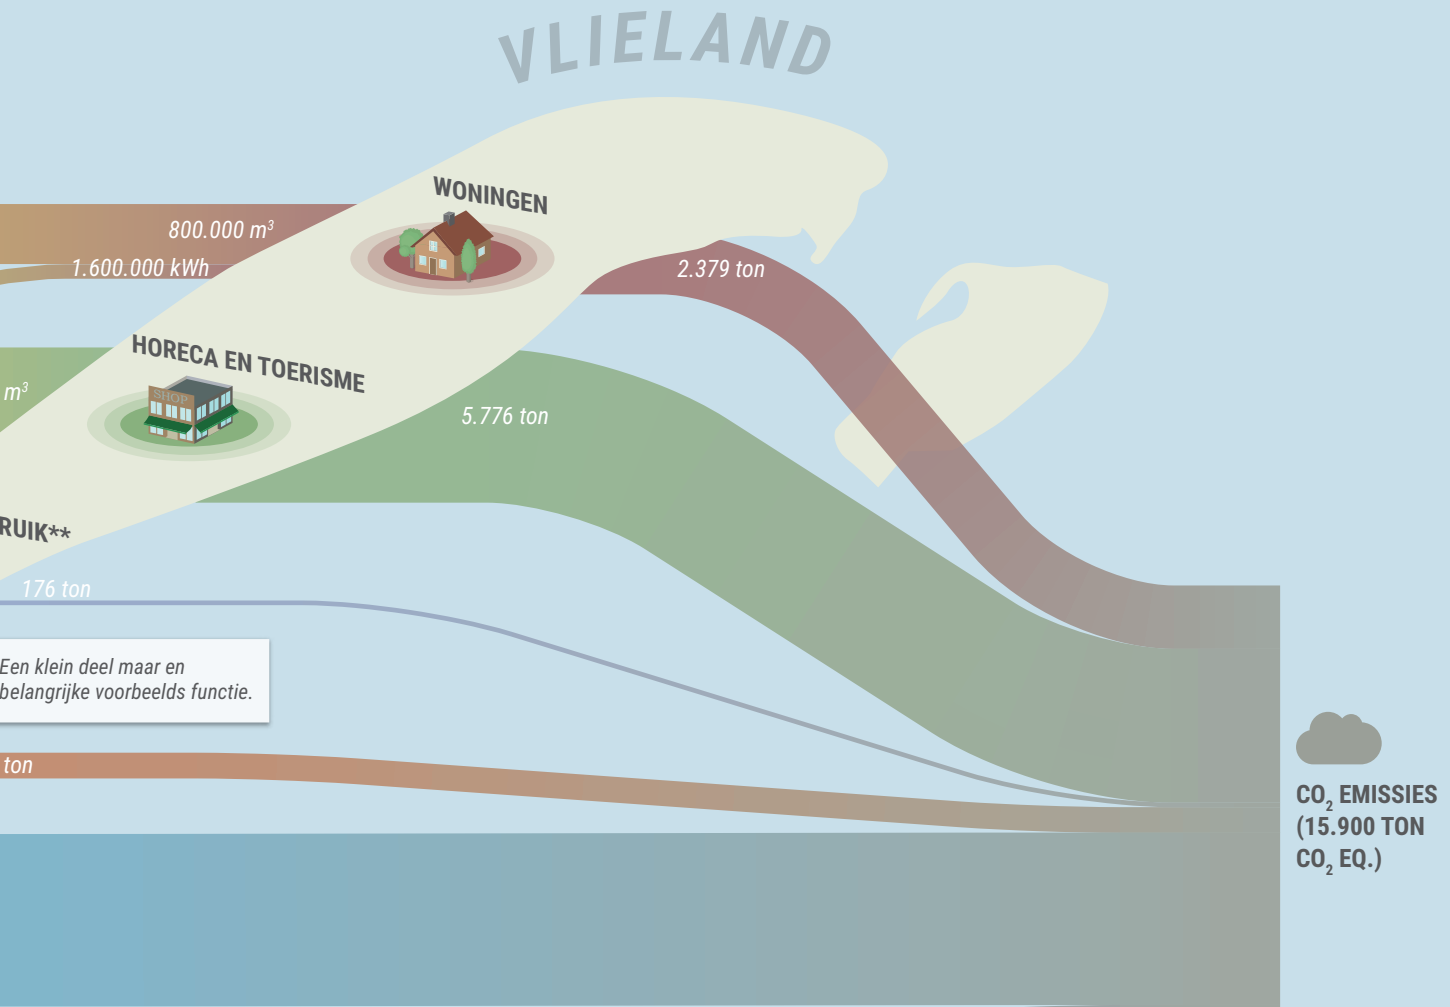 VLIELAND
WONINGEN
800.000 m³
1.600.000 kWh
2.379 ton
HORECA EN TOERISME
m³
SHOP
5.776 ton
RUIK**
176 ton
Een klein deel maar en
belangrijke voorbeelds functie.
ton
CO₂ EMISSIES
(15.900 TON
CO₂ EQ.)